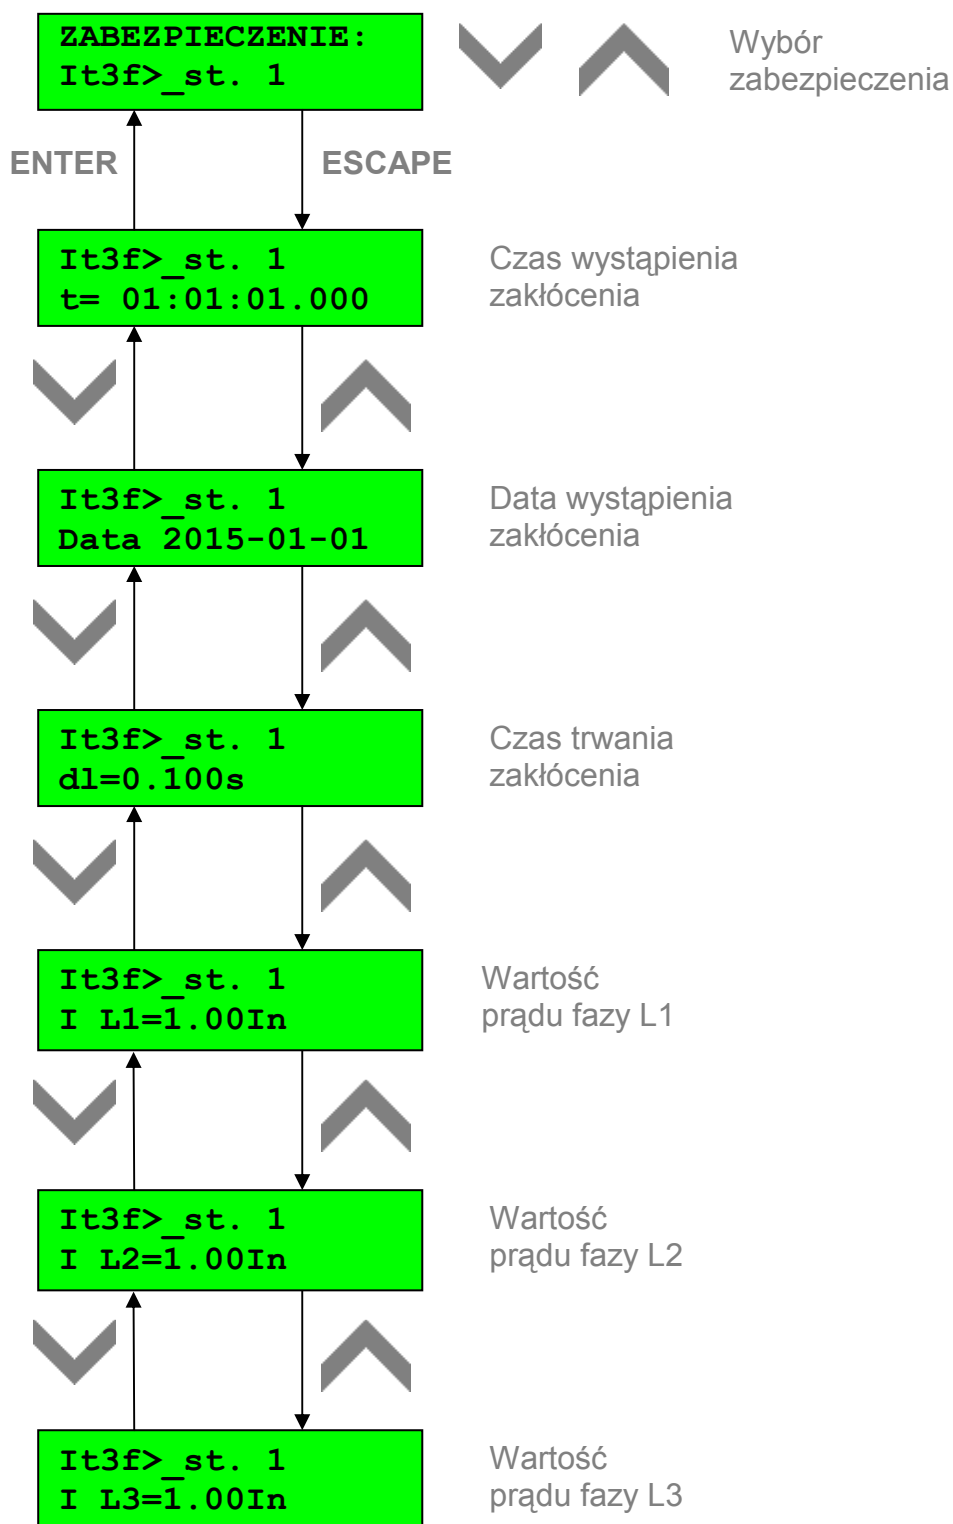 ZABEZPIECZENIE:
It3f>_st. 1
Wybór
zabezpieczenia
ENTER
ESCAPE
It3f>_st. 1
t= 01:01:01.000
Czas wystąpienia
zakłócenia
It3f>_st. 1
Data 2015-01-01
Data wystąpienia
zakłócenia
It3f>_st. 1
dl=0.100s
Czas trwania
zakłócenia
It3f>_st. 1
I L1=1.00In
Wartość
prądu fazy L1
It3f>_st. 1
I L2=1.00In
Wartość
prądu fazy L2
It3f>_st. 1
I L3=1.00In
Wartość
prądu fazy L3